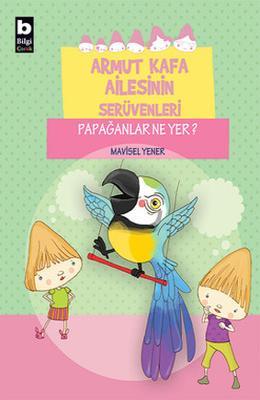 b
Bilgi
Çocuk
ARMUT KAFA
AİLESİNİN
SERÜVENLERİ
PAPAĞANLAR NE YER?
MAVİSEL YENER